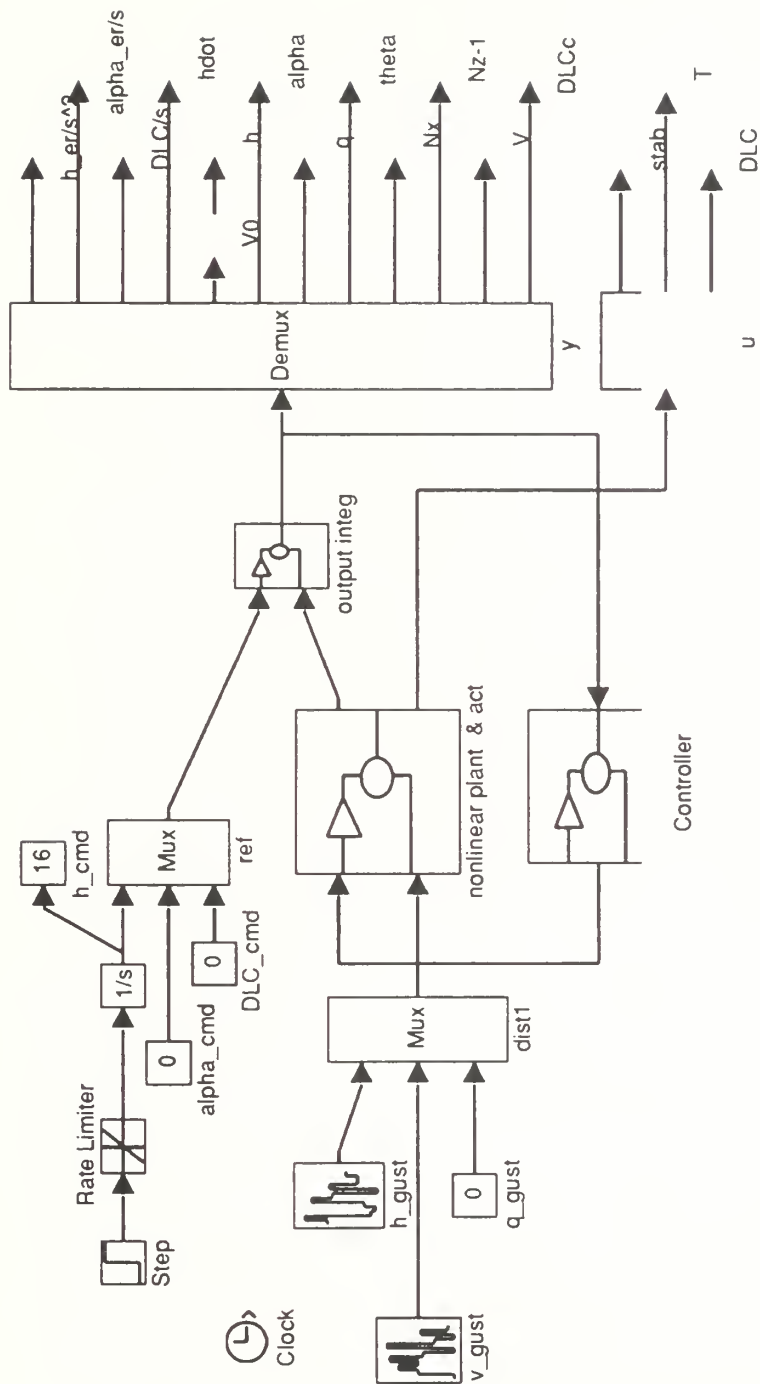 Step
Rate Limiter
1/s
16
h_cmd
0
alpha_cmd
0
DLC_cmd
Mux
ref
Clock
v_gust
h_gust
0
q_gust
Mux
dist1
nonlinear plant & act
Controller
output integ
Demux
y
u
h_er/s^2
alpha_er/s
DLC/s
hdot
V0
h
alpha
q
theta
Nx
Nz-1
V
DLCc
stab
T
DLC